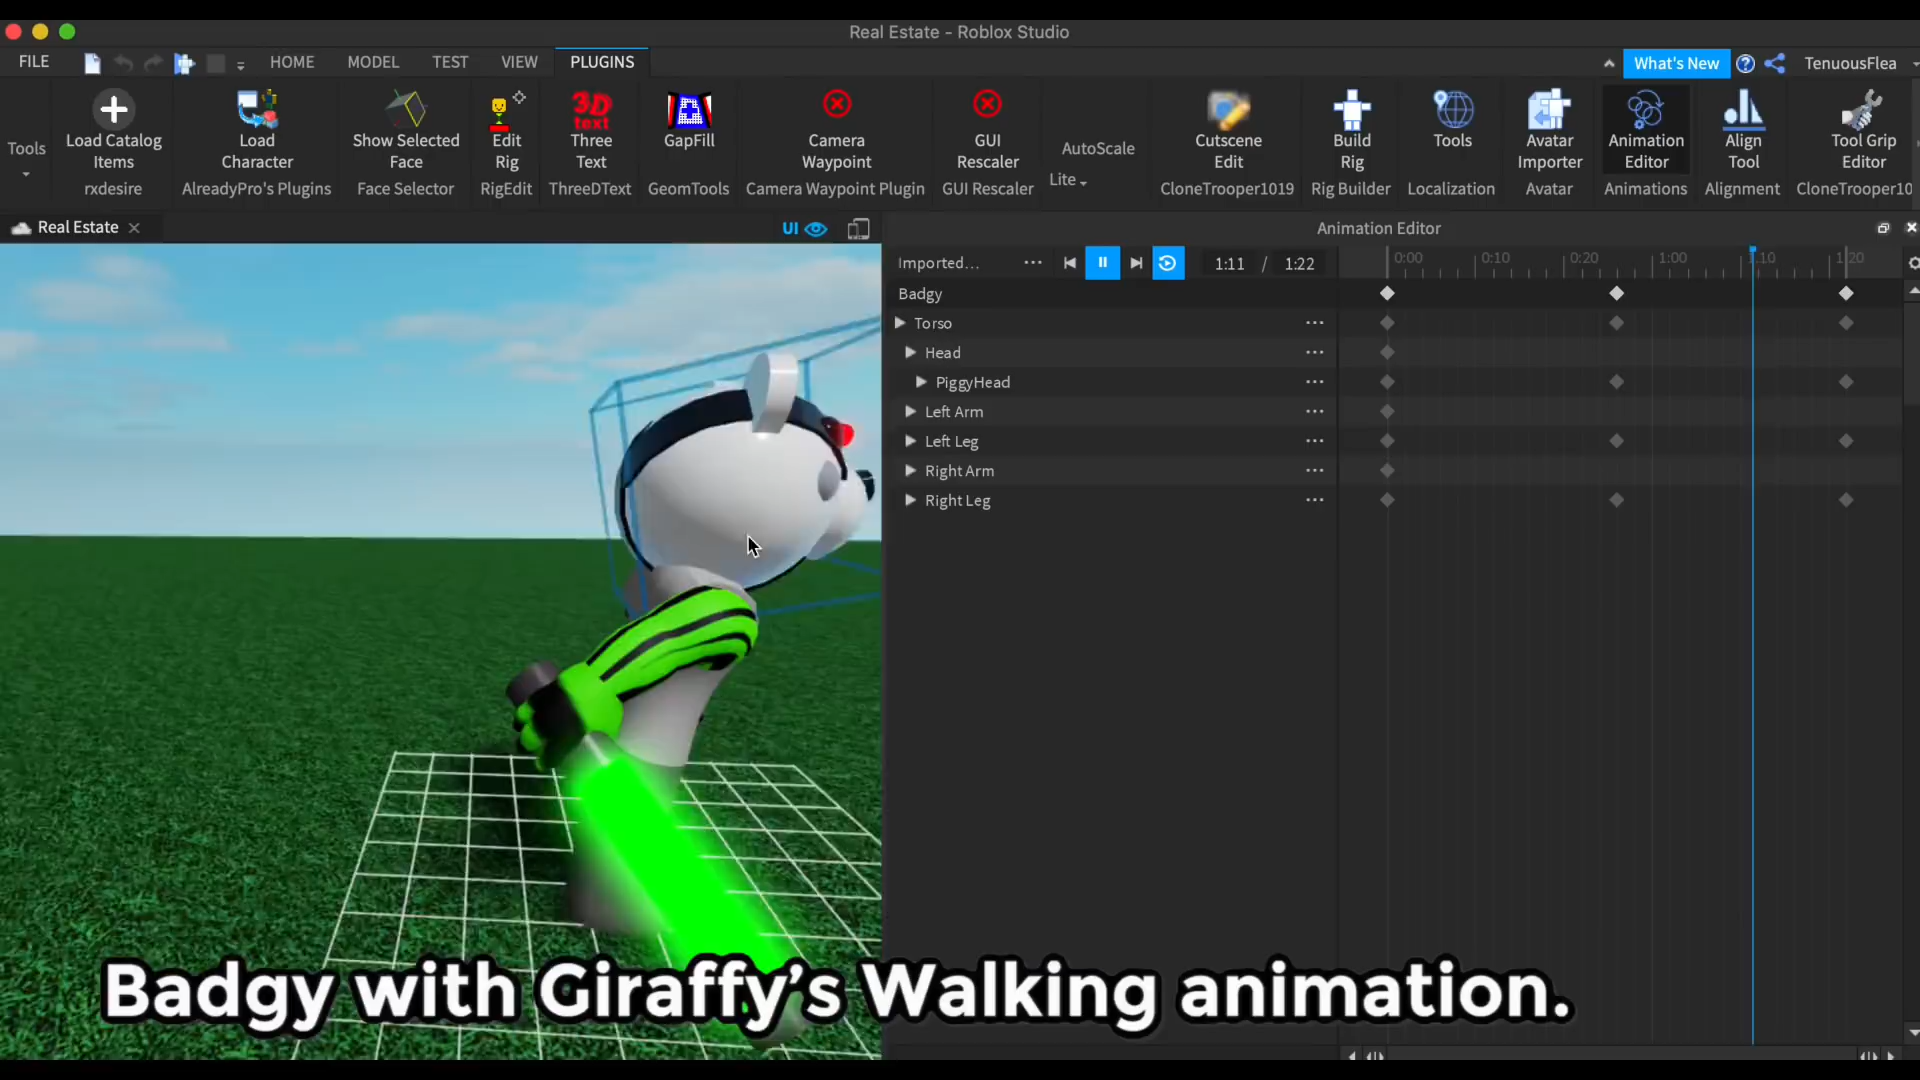 Real Estate - Roblox Studio
FILE HOME MODEL TEST VIEW PLUGINS What's New TenuousFlea
Tools
Load Catalog Items
rxdesire
Load Character
AlreadyPro's Plugins
Show Selected Face
Face Selector
Edit Rig
RigEdit
3D text
Three Text
ThreeDText
GapFill
GeomTools
Camera Waypoint
Camera Waypoint Plugin
GUI Rescaler
GUI Rescaler
AutoScale
Lite
Cutscene Edit
CloneTrooper1019
Build Rig
Rig Builder
Tools
Localization
Avatar Importer
Avatar
Animation Editor
Animations
Align Tool
Alignment
Tool Grip Editor
CloneTrooper10
Real Estate
UI
Animation Editor
Imported... ... 1:11 / 1:22
0:00 0:10 0:20 1:00 1:10 1:20
Badgy
Torso
Head
PiggyHead
Left Arm
Left Leg
Right Arm
Right Leg
Badgy with Giraffy's Walking animation.